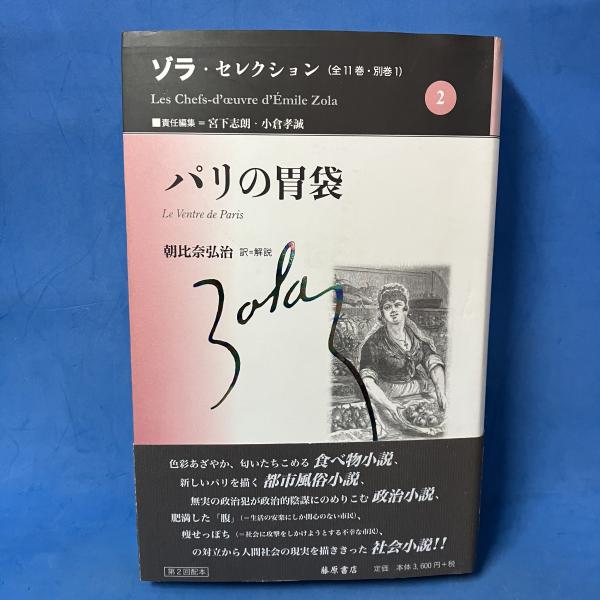 ゾラ・セレクション（全11巻・別巻1）
Les Chefs-d'œuvre d'Émile Zola
2
■責任編集＝宮下志朗・小倉孝誠
パリの胃袋
Le Ventre de Paris
朝比奈弘治 訳=解説
Zola
色彩あざやか、匂いたちこめる食べ物小説、
新しいパリを描く都市風俗小説、
無実の政治犯が政治的陰謀にのめりこむ政治小説、
肥満した「腹」（＝生活の安楽にしか関心のない市民）、
痩せっぽち（＝社会に攻撃をしかけようとする不幸な市民）、
の対立から人間社会の現実を描ききった社会小説!!
第2回配本
藤原書店 定価 本体3,600円+税